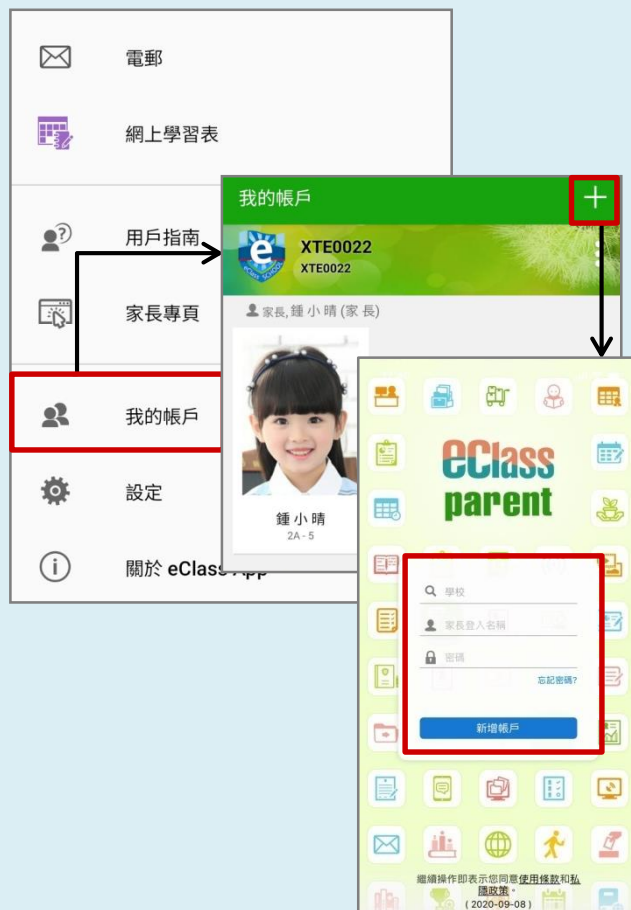 電郵
網上學習表
用戶指南
家長專頁
我的帳戶
設定
關於 eClass App
我的帳戶
XTE0022
XTE0022
家長,鍾小晴(家長)
鍾小晴
2A - 5
eClass
parent
學校
家長登入名稱
密碼
忘記密碼?
新增帳戶
繼續操作即表示您同意使用條款和私
隱政策。
( 2020-09-08 )